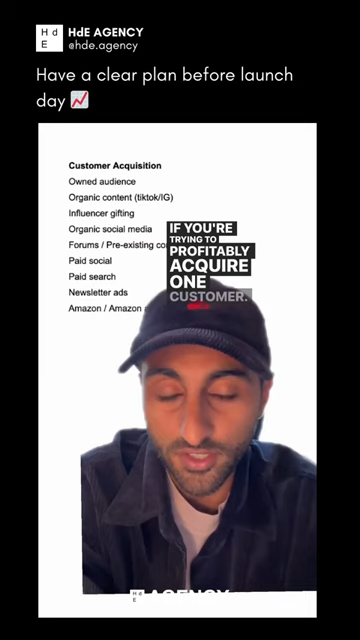 H d
E
HdE AGENCY
@hde.agency
Have a clear plan before launch
day 📈
Customer Acquisition
Owned audience
Organic content (tiktok/IG)
Influencer gifting
Organic social media
Forums / Pre-existing
Paid social
Paid search
Newsletter ads
Amazon / Amazon
IF YOU'RE
TRYING TO
PROFITABLY
ACQUIRE
ONE
CUSTOMER.
H d
E
AGENCY